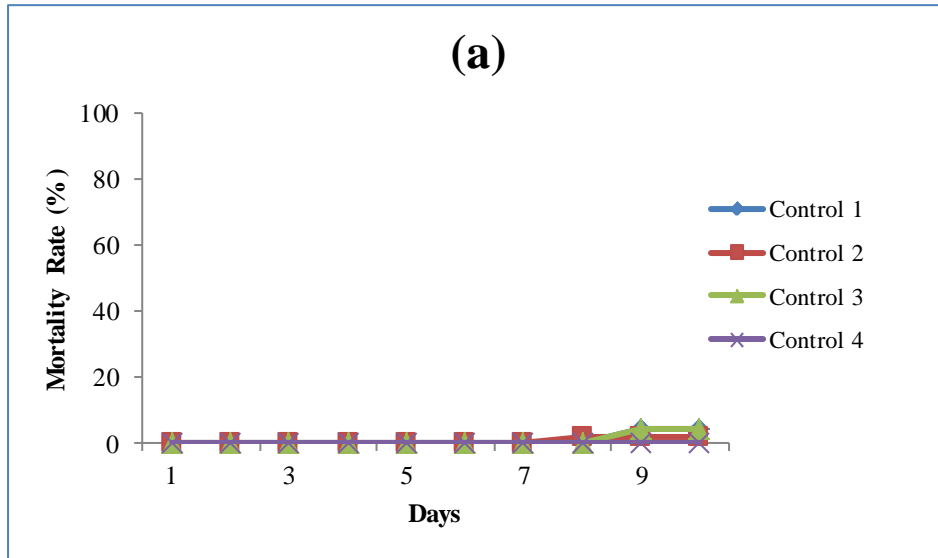 (a)
100
80
60
40
20
0
Mortality Rate (%)
1 3 5 7 9
Days
Control 1
Control 2
Control 3
Control 4